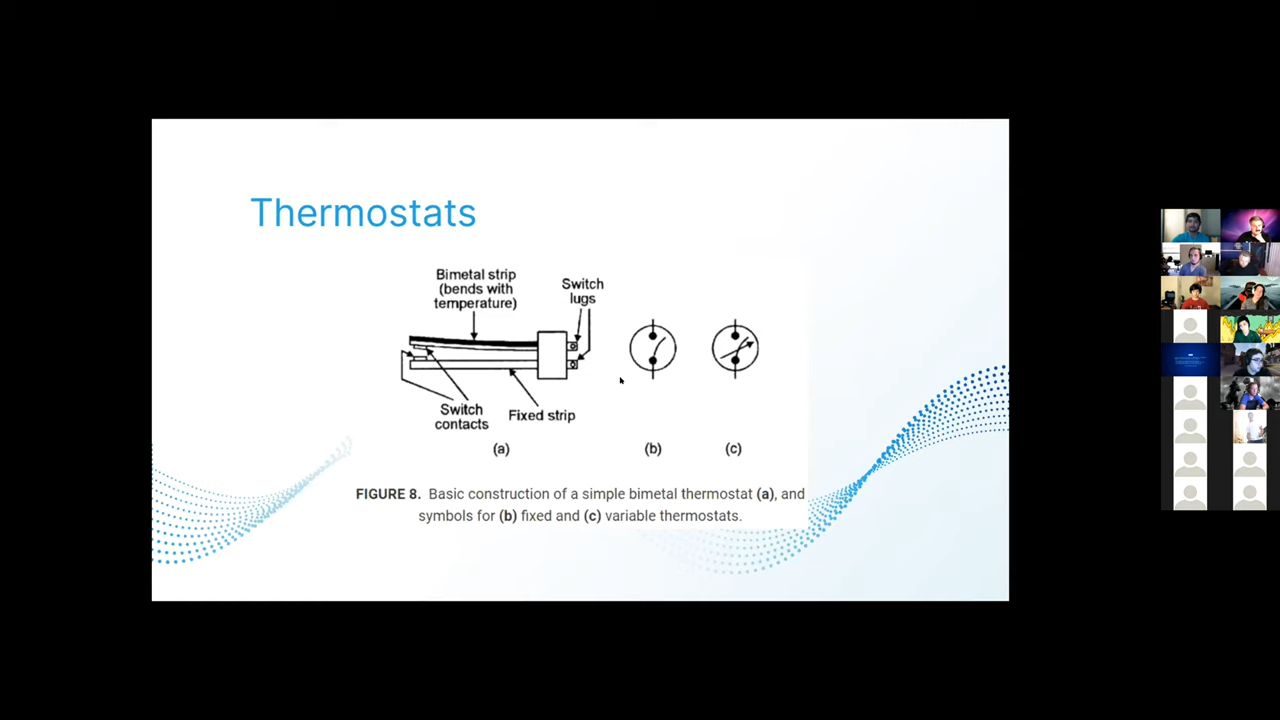 Thermostats
Bimetal strip
(bends with
temperature)
Switch
lugs
Switch
contacts
Fixed strip
(a)
(b)
(c)
FIGURE 8. Basic construction of a simple bimetal thermostat (a), and
symbols for (b) fixed and (c) variable thermostats.